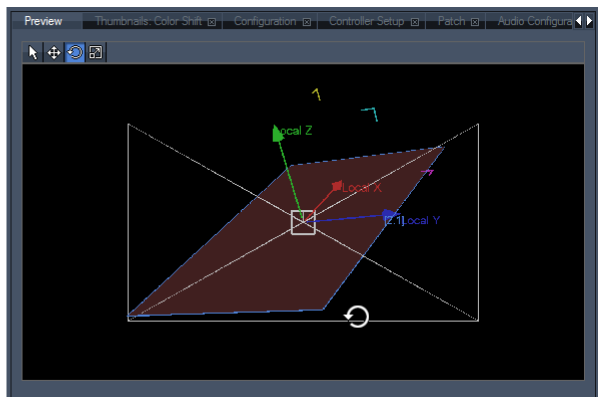 Preview Thumbnails: Color Shift Configuration Controller Setup Patch Audio Configura
Local Z
Local X
[2.1]Local Y